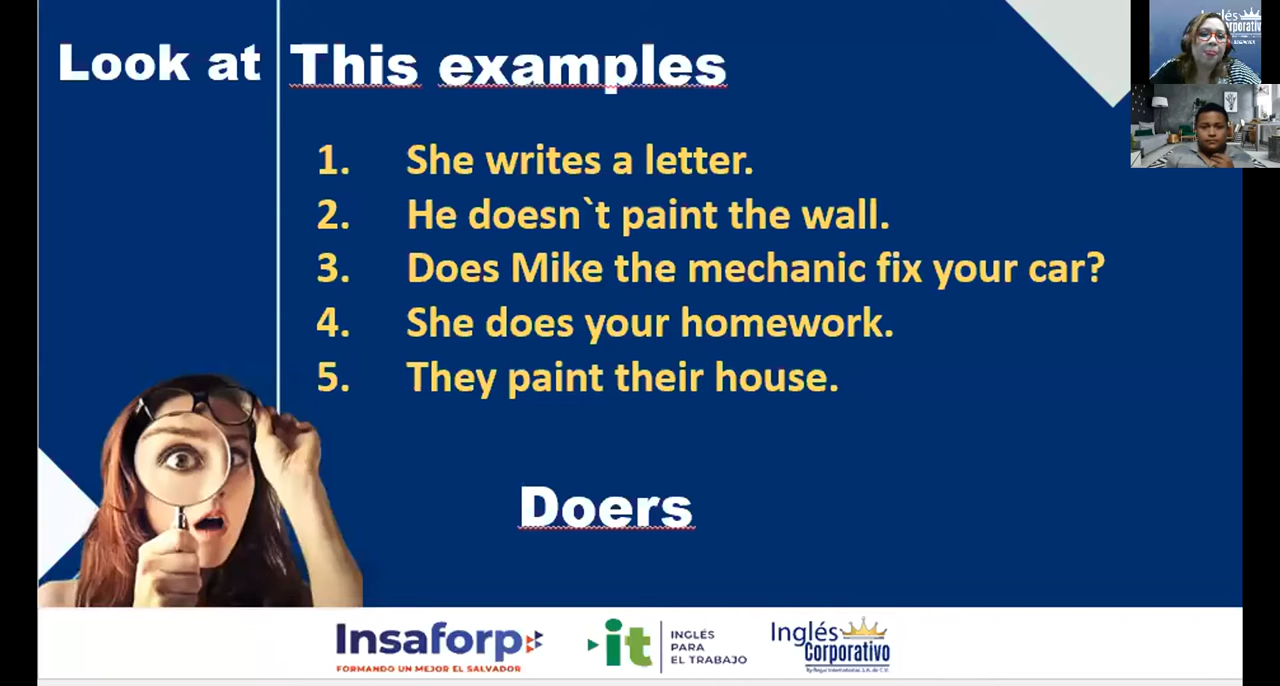 Look at This examples
1. She writes a letter.
2. He doesn`t paint the wall.
3. Does Mike the mechanic fix your car?
4. She does your homework.
5. They paint their house.
Doers
Insaforp
FORMANDO UN MEJOR EL SALVADOR
it
INGLÉS
PARA
EL TRABAJO
Inglés
Corporativo